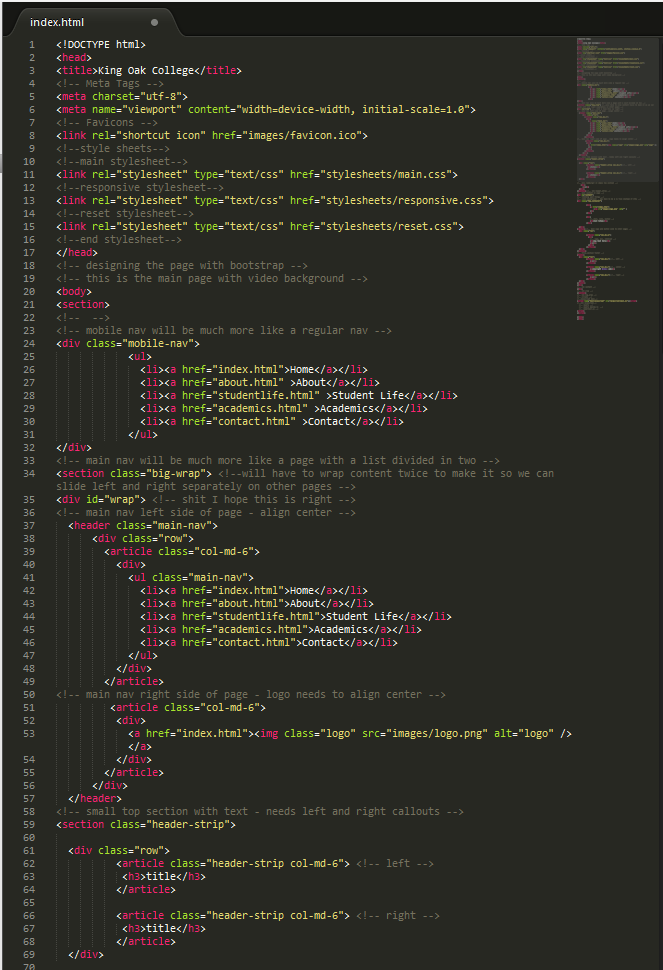 index.html
1 <!DOCTYPE html>
2 <head>
3 <title>King Oak College</title>
4 <!-- Meta Tags -->
5 <meta charset="utf-8">
6 <meta name="viewport" content="width=device-width, initial-scale=1.0">
7 <!-- Favicons -->
8 <link rel="shortcut icon" href="images/favicon.ico">
9 <!--style sheets-->
10 <!--main stylesheet-->
11 <link rel="stylesheet" type="text/css" href="stylesheets/main.css">
12 <!--responsive stylesheet-->
13 <link rel="stylesheet" type="text/css" href="stylesheets/responsive.css">
14 <!--reset stylesheet-->
15 <link rel="stylesheet" type="text/css" href="stylesheets/reset.css">
16 <!--end stylesheet-->
17 </head>
18 <!-- designing the page with bootstrap -->
19 <!-- this is the main page with video background -->
20 <body>
21 <section>
22 <!--  -->
23 <!-- mobile nav will be much more like a regular nav -->
24 <div class="mobile-nav">
25 <ul>
26 <li><a href="index.html">Home</a></li>
27 <li><a href="about.html" >About</a></li>
28 <li><a href="studentlife.html" >Student Life</a></li>
29 <li><a href="academics.html" >Academics</a></li>
30 <li><a href="contact.html" >Contact</a></li>
31 </ul>
32 </div>
33 <!-- main nav will be much more like a page with a list divided in two -->
34 <section class="big-wrap"> <!--will have to wrap content twice to make it so we can
slide left and right separately on other pages -->
35 <div id="wrap"> <!-- shit I hope this is right -->
36 <!-- main nav left side of page - align center -->
37 <header class="main-nav">
38 <div class="row">
39 <article class="col-md-6">
40 <div>
41 <ul class="main-nav">
42 <li><a href="index.html">Home</a></li>
43 <li><a href="about.html">About</a></li>
44 <li><a href="studentlife.html">Student Life</a></li>
45 <li><a href="academics.html">Academics</a></li>
46 <li><a href="contact.html">Contact</a></li>
47 </ul>
48 </div>
49 </article>
50 <!-- main nav right side of page - logo needs to align center -->
51 <article class="col-md-6">
52 <div>
53 <a href="index.html"><img class="logo" src="images/logo.png" alt="logo" />
</a>
54 </div>
55 </article>
56 </div>
57 </header>
58 <!-- small top section with text - needs left and right callouts -->
59 <section class="header-strip">
60
61 <div class="row">
62 <article class="header-strip col-md-6"> <!-- left -->
63 <h3>title</h3>
64 </article>
65
66 <article class="header-strip col-md-6"> <!-- right -->
67 <h3>title</h3>
68 </article>
69 </div>
70